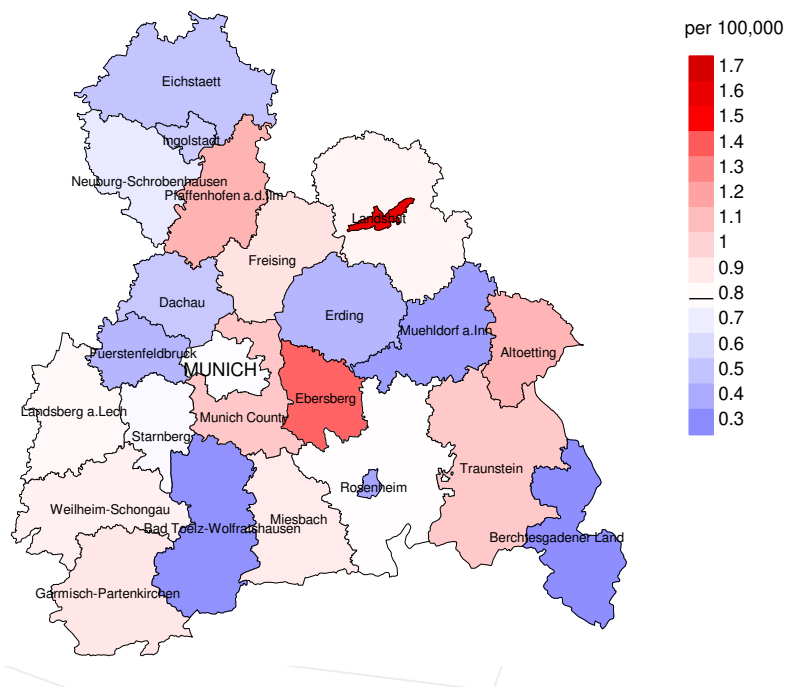 per 100,000
1.7
1.6
1.5
1.4
1.3
1.2
1.1
1
0.9
0.8
0.7
0.6
0.5
0.4
0.3
Eichstaett
Ingolstadt
Neuburg-Schrobenhausen
Pfaffenhofen a.d.Ilm
Landshut
Freising
Dachau
Erding
Muehldorf a.Inn
Fuerstenfeldbruck
Altoetting
MUNICH
Ebersberg
Landsberg a.Lech
Munich County
Starnberg
Traunstein
Rosenheim
Weilheim-Schongau
Miesbach
Bad Toelz-Wolfratshausen
Berchtesgadener Land
Garmisch-Partenkirchen